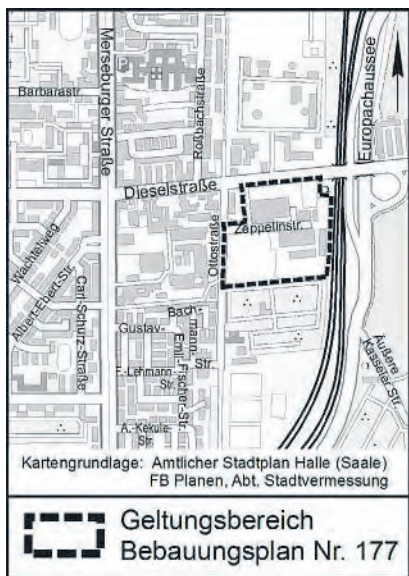 Merseburger Straße
P
Barbarastr.
Roßbachstraße
Europachaussee
Dieselstraße
Zeppelinstr.
Ottostraße
Wachtelweg
Albert-Ebert-Str.
Carl-Schurz-Straße
Bach-
mann-
Str.
Gustav-
Emil-Fischer-Str.
F.-Lehmann-
Str.
A.-Kekule-
Str.
Äußere
Kasseler Str.
Kartengrundlage: Amtlicher Stadtplan Halle (Saale)
FB Planen, Abt. Stadtvermessung
Geltungsbereich
Bebauungsplan Nr. 177